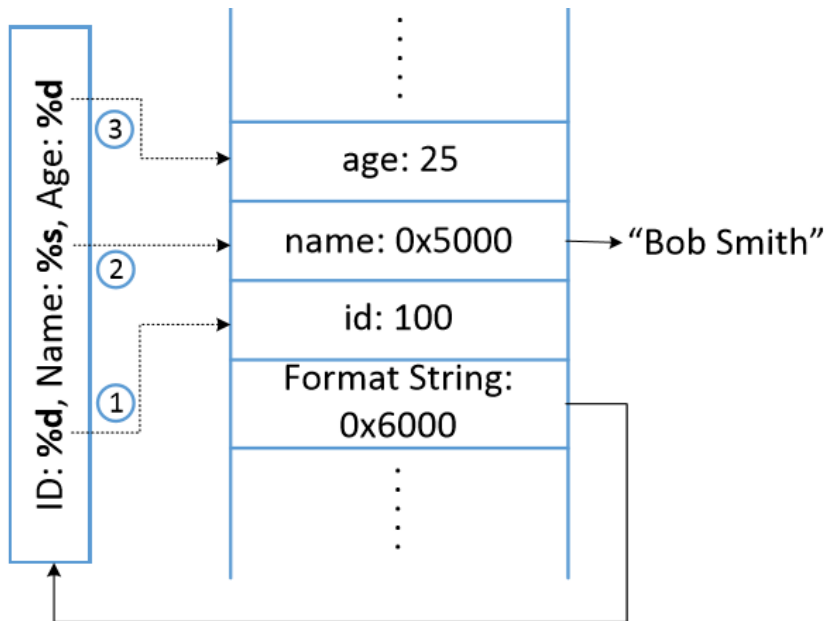 ID: %d, Name: %s, Age: %d
3
age: 25
2
name: 0x5000
"Bob Smith"
id: 100
1
Format String:
0x6000